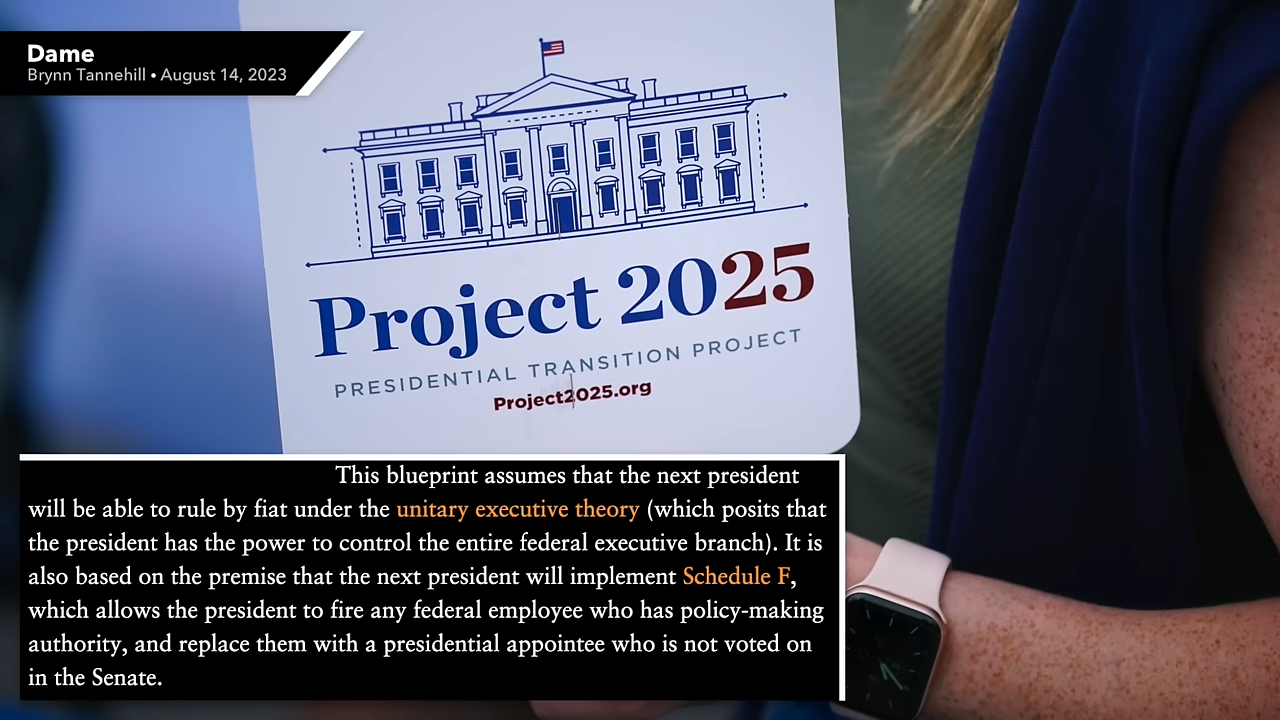 Dame
Brynn Tannehill • August 14, 2023
Project 2025
PRESIDENTIAL TRANSITION PROJECT
Project2025.org
This blueprint assumes that the next president
will be able to rule by fiat under the unitary executive theory (which posits that
the president has the power to control the entire federal executive branch). It is
also based on the premise that the next president will implement Schedule F,
which allows the president to fire any federal employee who has policy-making
authority, and replace them with a presidential appointee who is not voted on
in the Senate.